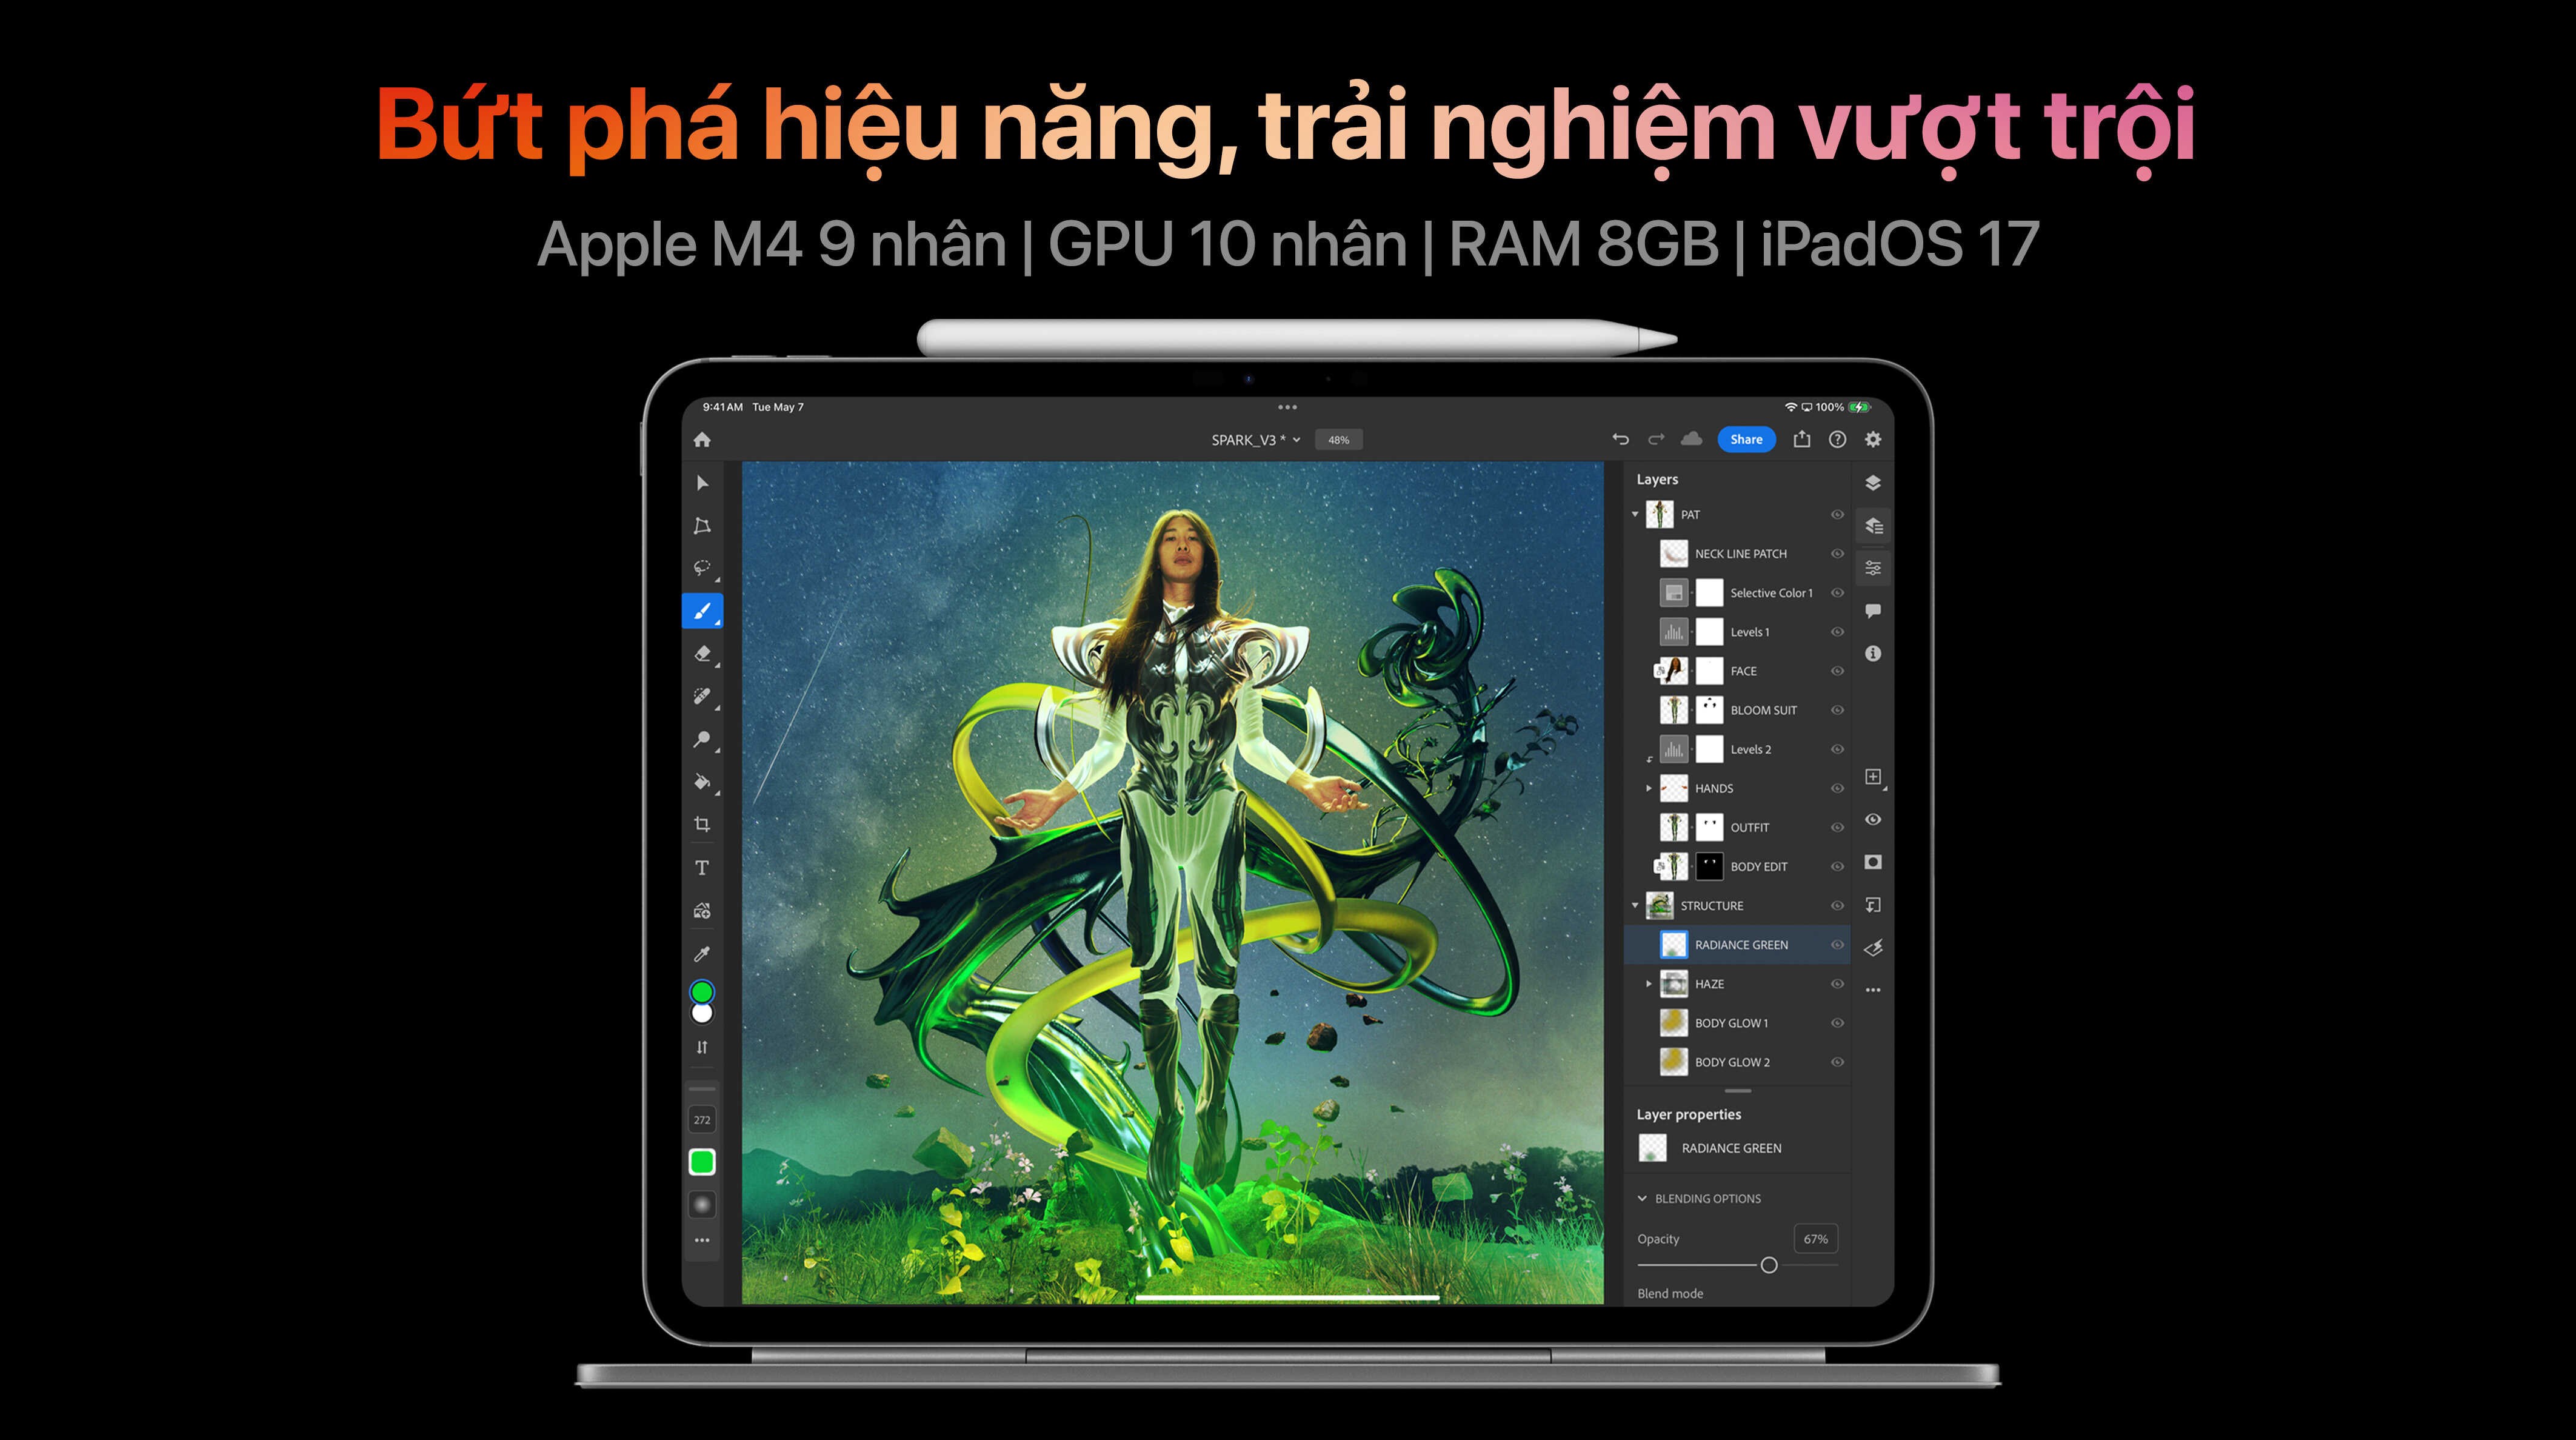 Bứt phá hiệu năng, trải nghiệm vượt trội
Apple M4 9 nhân | GPU 10 nhân | RAM 8GB | iPadOS 17
9:41 AM Tue May 7
100%
SPARK_V3 *
48%
Share
Layers
PAT
NECK LINE PATCH
Selective Color 1
Levels 1
FACE
BLOOM SUIT
Levels 2
HANDS
OUTFIT
BODY EDIT
STRUCTURE
RADIANCE GREEN
HAZE
BODY GLOW 1
BODY GLOW 2
272
Layer properties
RADIANCE GREEN
BLENDING OPTIONS
Opacity
67%
Blend mode